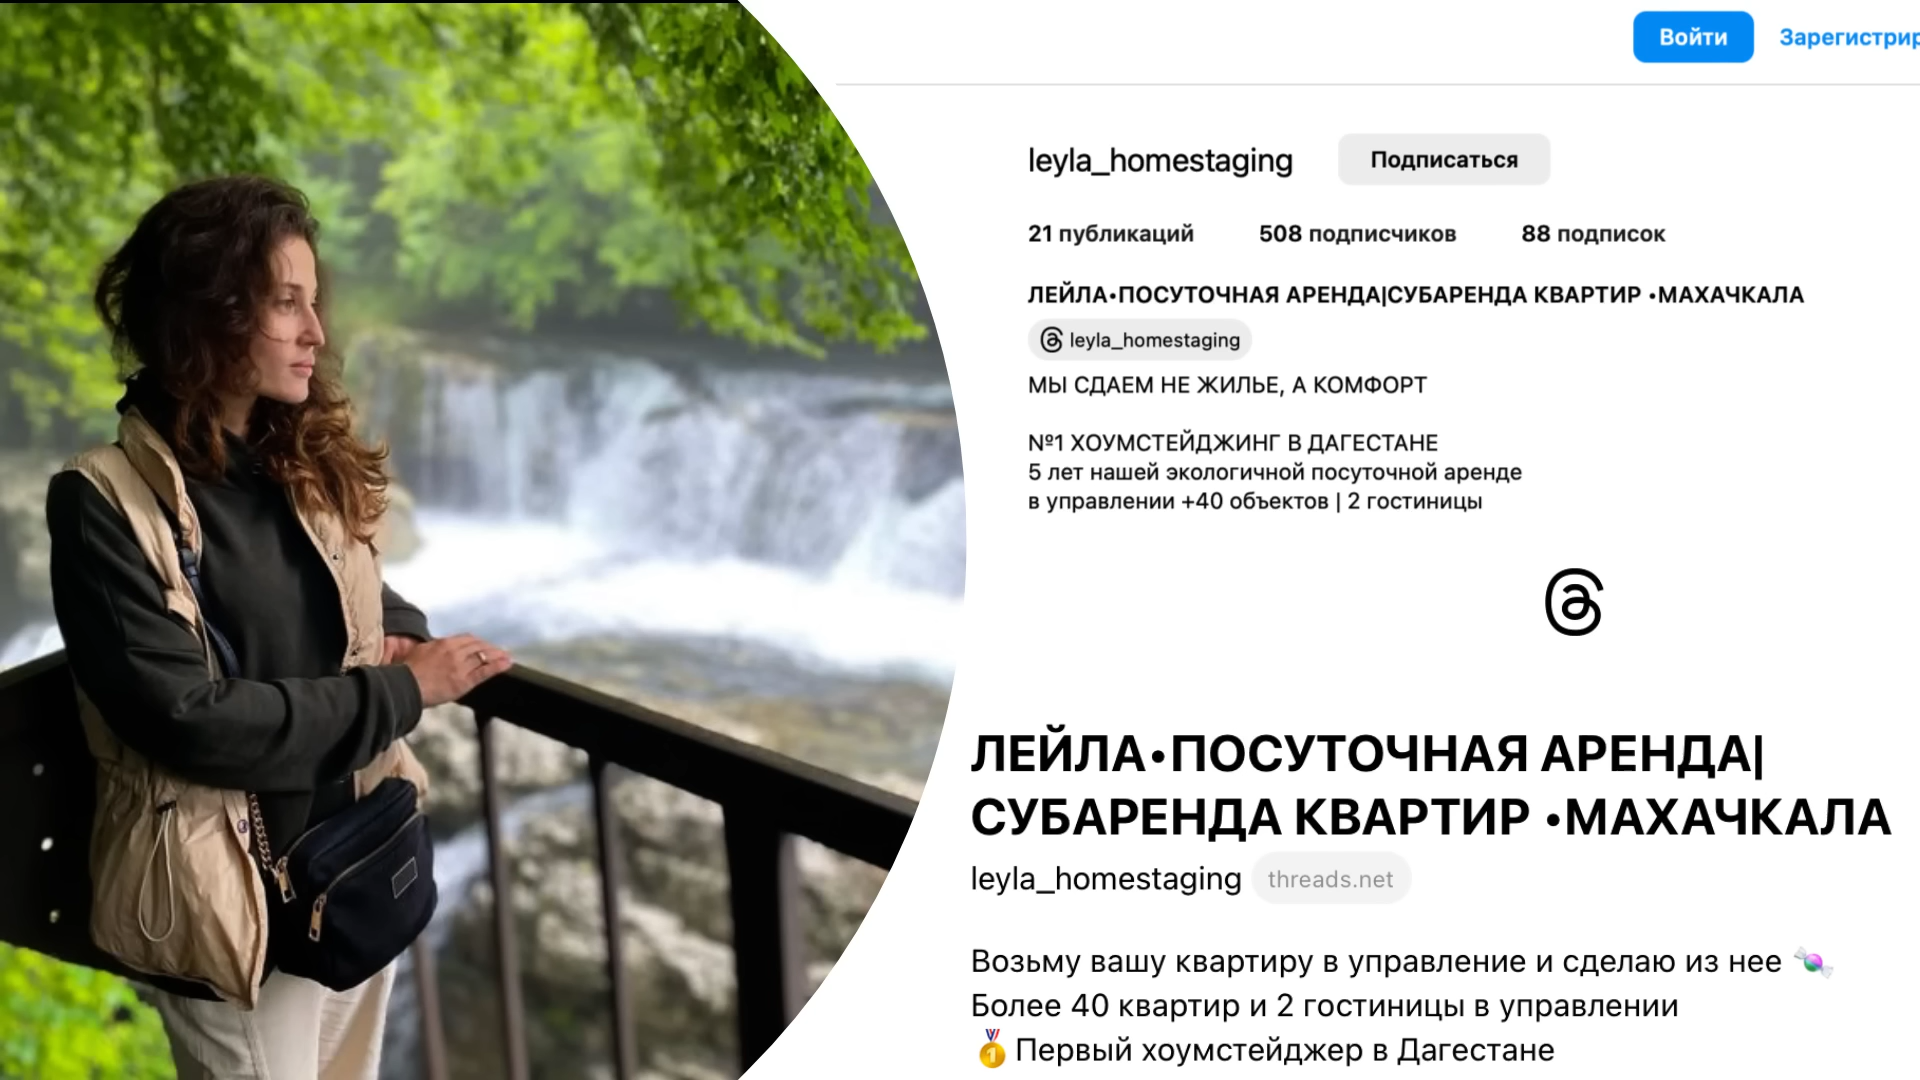 Войти Зарегистрир
leyla_homestaging Подписаться
21 публикаций 508 подписчиков 88 подписок
ЛЕЙЛА•ПОСУТОЧНАЯ АРЕНДА|СУБАРЕНДА КВАРТИР •МАХАЧКАЛА
leyla_homestaging
МЫ СДАЕМ НЕ ЖИЛЬЕ, А КОМФОРТ
№1 ХОУМСТЕЙДЖИНГ В ДАГЕСТАНЕ
5 лет нашей экологичной посуточной аренде
в управлении +40 объектов | 2 гостиницы
ЛЕЙЛА•ПОСУТОЧНАЯ АРЕНДА|
СУБАРЕНДА КВАРТИР •МАХАЧКАЛА
leyla_homestaging threads.net
Возьму вашу квартиру в управление и сделаю из нее 🍬
Более 40 квартир и 2 гостиницы в управлении
🥇Первый хоумстейджер в Дагестане